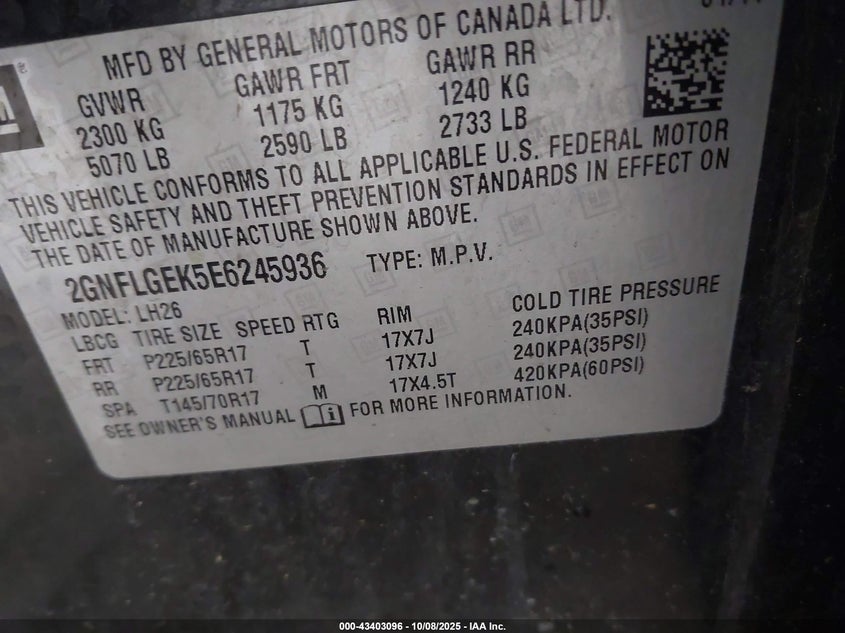 MFD BY GENERAL MOTORS OF CANADA LTD.
GVWR GAWR FRT GAWR RR
2300 KG 1175 KG 1240 KG
5070 LB 2590 LB 2733 LB
THIS VEHICLE CONFORMS TO ALL APPLICABLE U.S. FEDERAL MOTOR
VEHICLE SAFETY AND THEFT PREVENTION STANDARDS IN EFFECT ON
THE DATE OF MANUFACTURE SHOWN ABOVE.
2GNFLGEK5E6245936 TYPE: M.P.V.
MODEL: LH26
LBCG TIRE SIZE SPEED RTG RIM COLD TIRE PRESSURE
FRT P225/65R17 T 17X7J 240KPA(35PSI)
RR P225/65R17 T 17X7J 240KPA(35PSI)
SPA T145/70R17 M 17X4.5T 420KPA(60PSI)
SEE OWNER'S MANUAL FOR MORE INFORMATION.
000-43403096 - 10/08/2025 - IAA Inc.